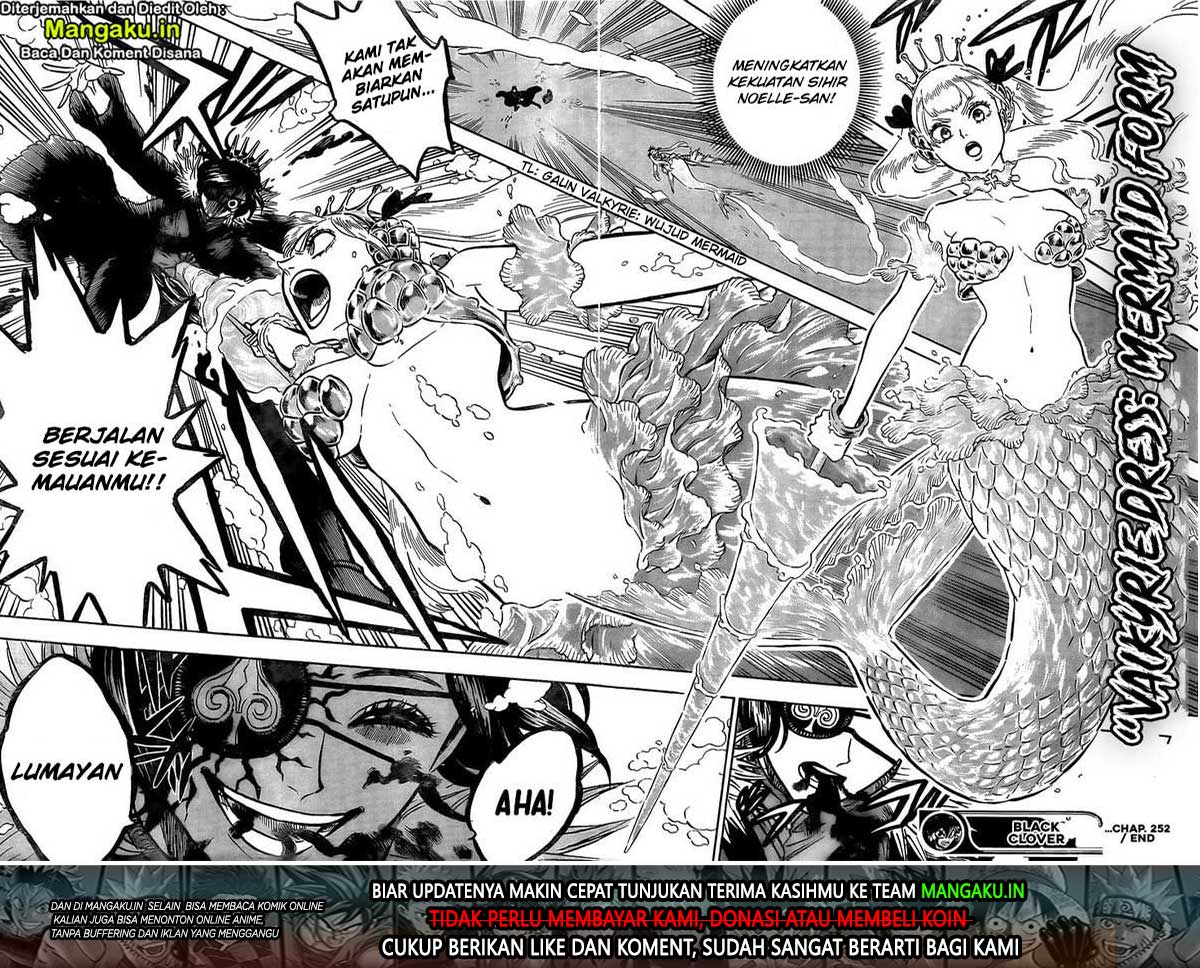 Diterjemahkan dan Diedit Oleh :
Mangaku.in
Baca Dan Koment Disana
MENINGKATKAN
KEKUATAN SIHIR
NOELLE-SAN!
"VALKYRIE DRESS: MERMAID FORM
TL: GAUN VALKYRIE: WUJUD MERMAID
KAMI TAK
AKAN MEM-
BIARKAN
SATUPUN...
BERJALAN
SESUAI KE-
MAUANMU!!
AHA!
LUMAYAN
BLACK
CLOVER
...CHAP. 252
/ END
DAN DI MANGAKU.IN SELAIN BISA MEMBACA KOMIK ONLINE
KALIAN JUGA BISA MENONTON ONLINE ANIME,
TANPA BUFFERING DAN IKLAN YANG MENGGANGU
BIAR UPDATENYA MAKIN CEPAT TUNJUKAN TERIMA KASIHMU KE TEAM MANGAKU.IN
TIDAK PERLU MEMBAYAR KAMI, DONASI ATAU MEMBELI KOIN
CUKUP BERIKAN LIKE DAN KOMENT, SUDAH SANGAT BERARTI BAGI KAMI